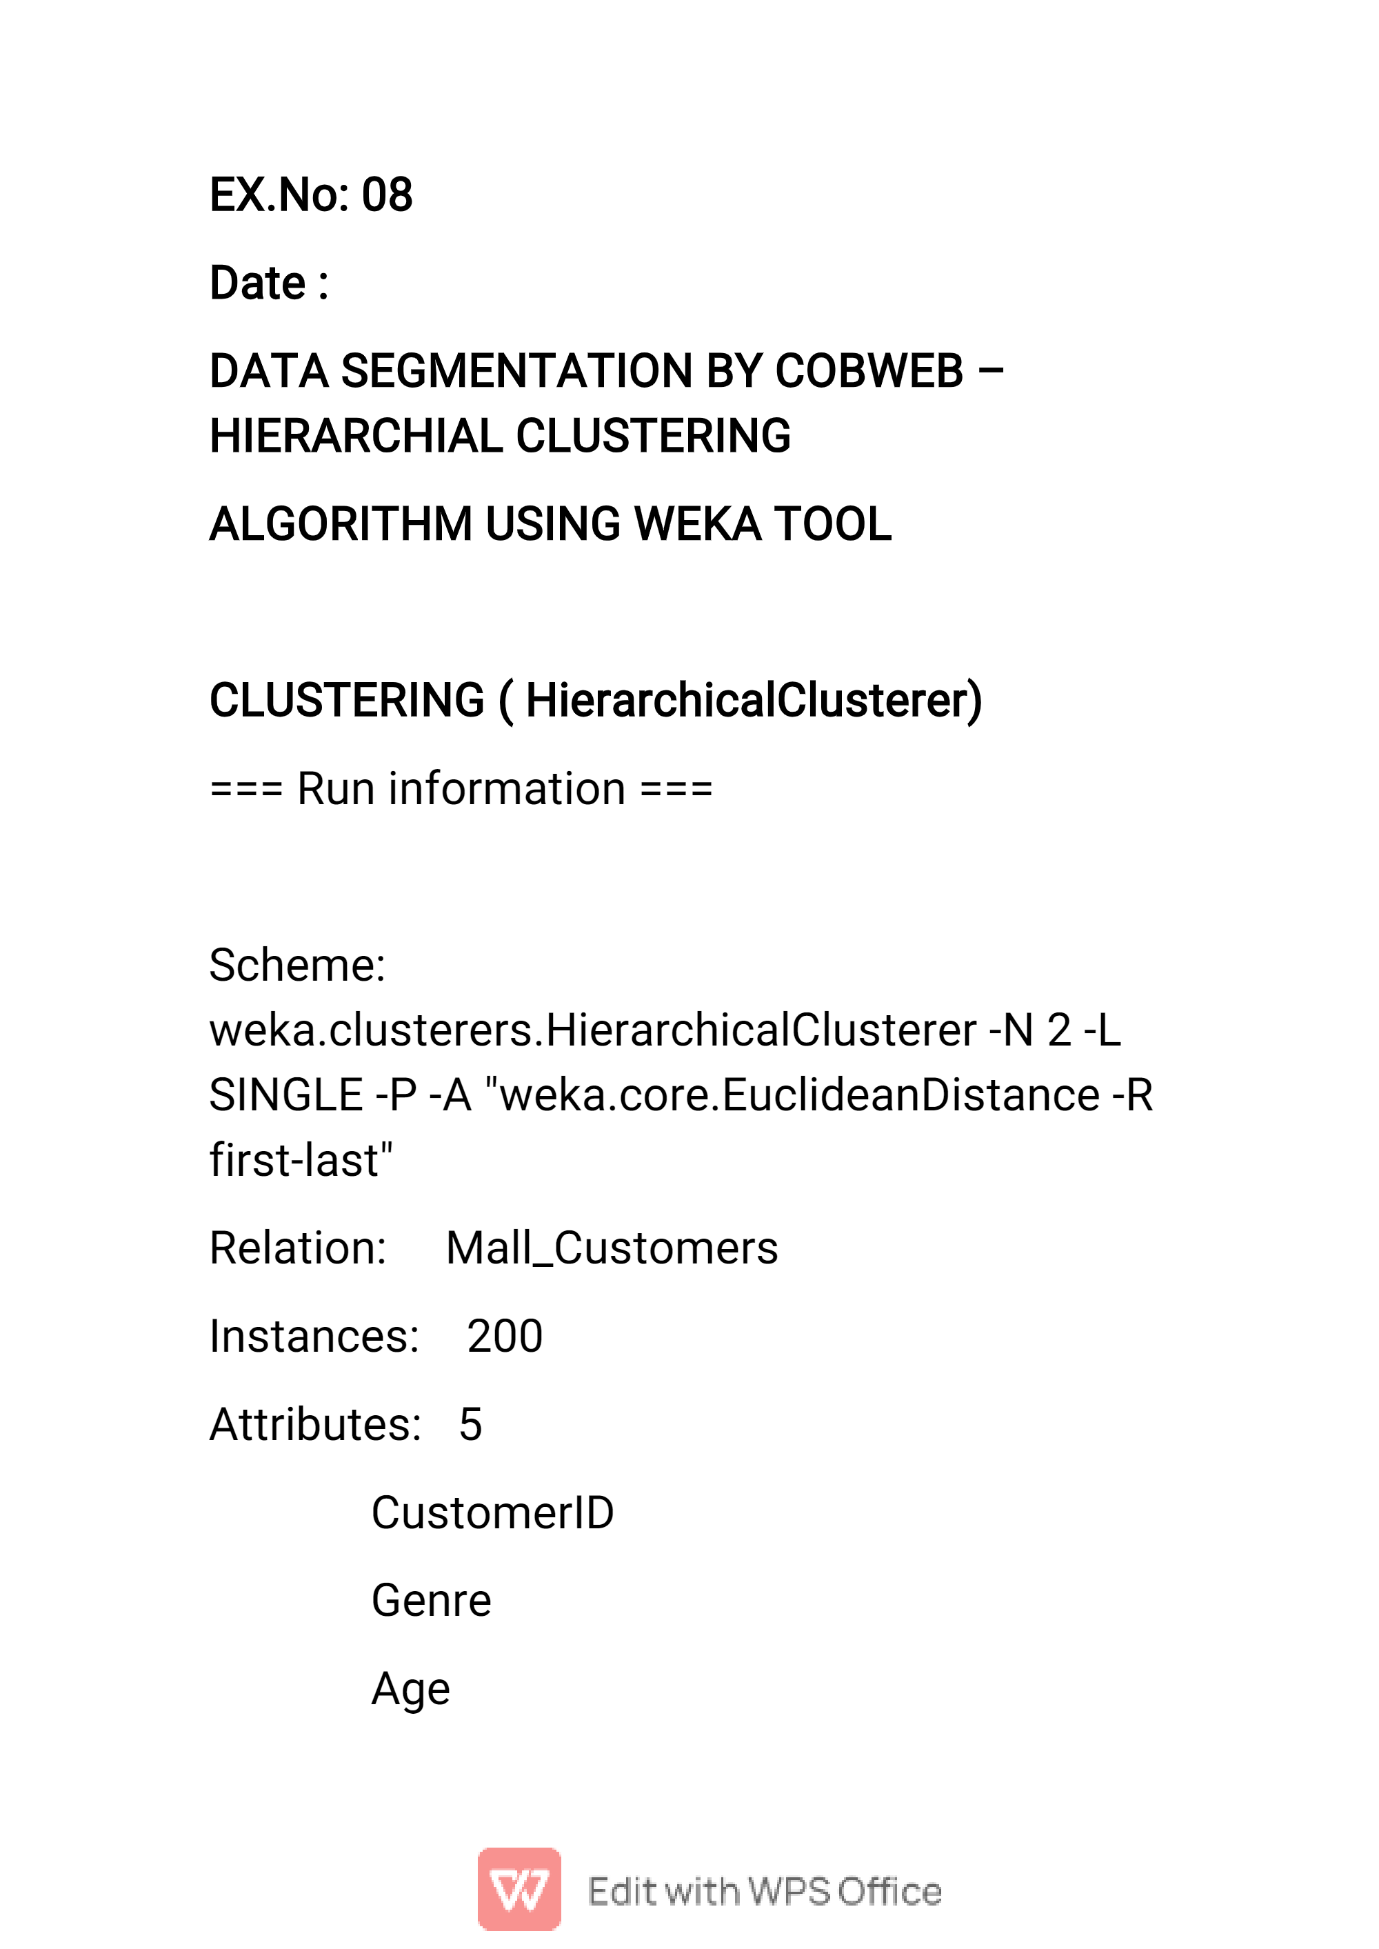 EX.No: 08
Date :
DATA SEGMENTATION BY COBWEB –
HIERARCHIAL CLUSTERING
ALGORITHM USING WEKA TOOL
CLUSTERING ( HierarchicalClusterer)
=== Run information ===
Scheme:
weka.clusterers.HierarchicalClusterer -N 2 -L
SINGLE -P -A "weka.core.EuclideanDistance -R
first-last"
Relation: Mall_Customers
Instances: 200
Attributes: 5
CustomerID
Genre
Age
Edit with WPS Office